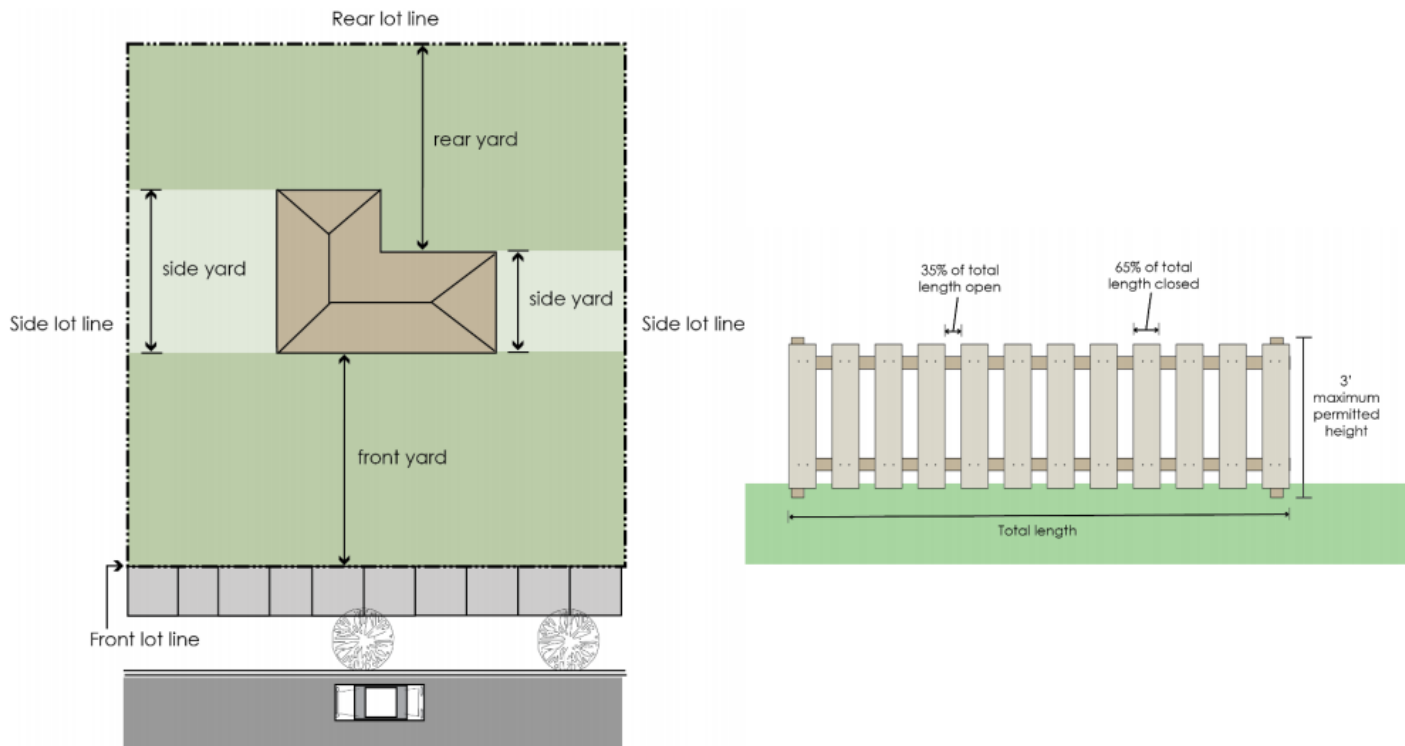 Rear lot line
rear yard
side yard
side yard
Side lot line
Side lot line
front yard
Front lot line
35% of total
length open
65% of total
length closed
3'
maximum
permitted
height
Total length